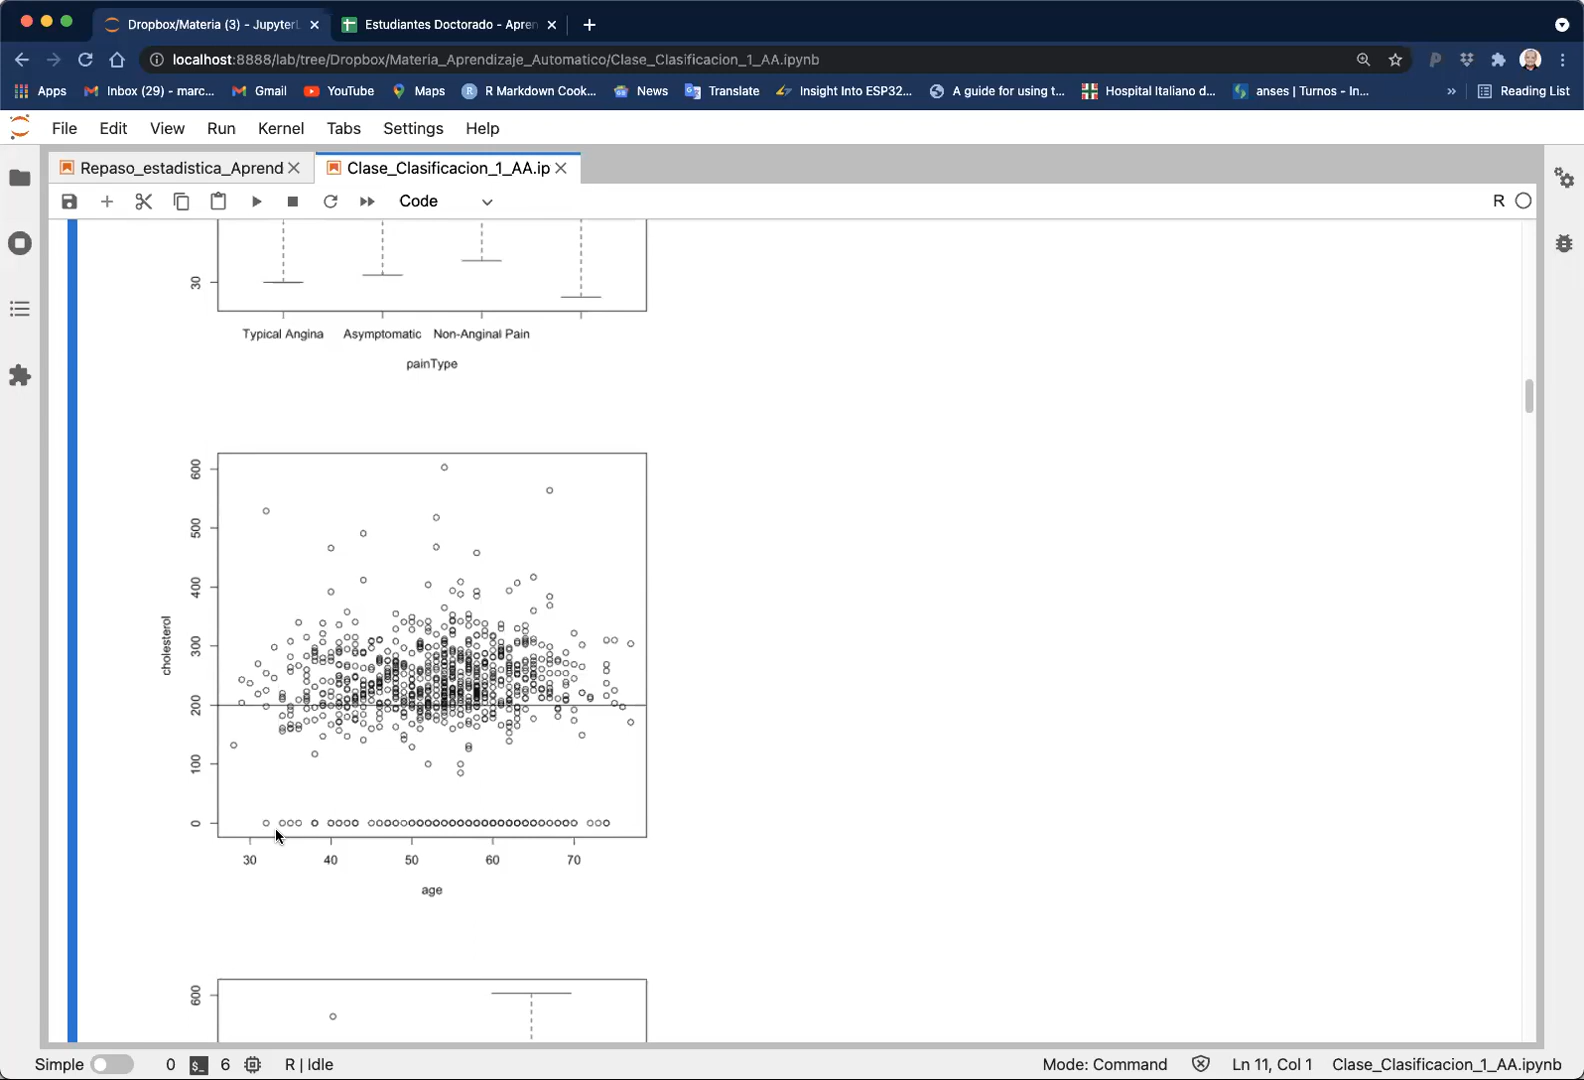 Dropbox/Materia (3) - JupyterL
Estudiantes Doctorado - Apren
localhost:8888/lab/tree/Dropbox/Materia_Aprendizaje_Automatico/Clase_Clasificacion_1_AA.ipynb
Apps
Inbox (29) - marc...
Gmail
YouTube
Maps
R Markdown Cook...
News
Translate
Insight Into ESP32...
A guide for using t...
Hospital Italiano d...
anses | Turnos - In...
»
Reading List
File
Edit
View
Run
Kernel
Tabs
Settings
Help
Repaso_estadistica_Aprend
Clase_Clasificacion_1_AA.ip
Code
R
30
Typical Angina
Asymptomatic
Non-Anginal Pain
painType
600
500
400
300
200
100
0
cholesterol
30
40
50
60
70
age
600
Simple
0
6
R | Idle
Mode: Command
Ln 11, Col 1
Clase_Clasificacion_1_AA.ipynb